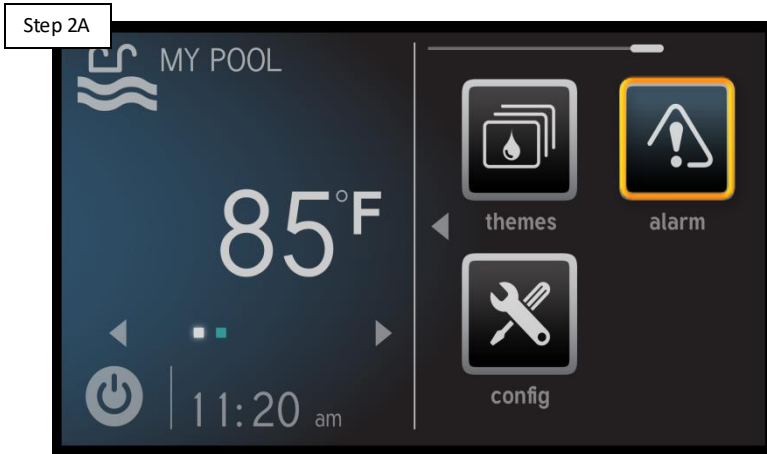 Step 2A
MY POOL
85°F
11:20 am
themes
alarm
config